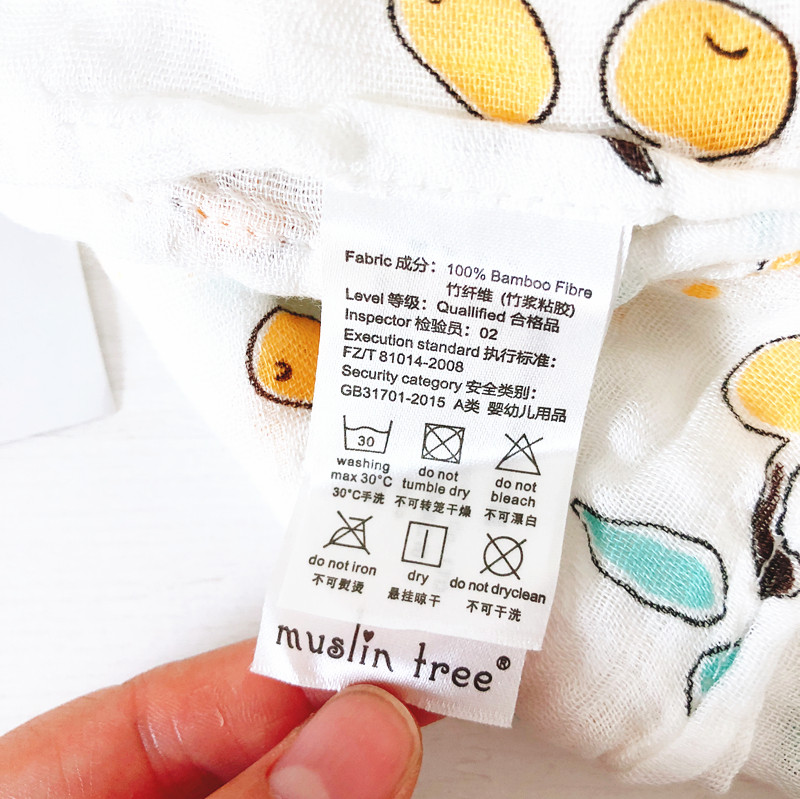 Fabric 成分: 100% Bamboo Fibre
竹纤维 (竹浆粘胶)
Level 等级: Quallified 合格品
Inspector 检验员: 02
Execution standard 执行标准:
FZ/T 81014-2008
Security category 安全类别:
GB31701-2015 A类 婴幼儿用品
30
washing
max 30°C
30°C手洗
do not
tumble dry
不可转笼干燥
do not
bleach
不可漂白
do not iron
不可熨烫
dry
悬挂晾干
do not dryclean
不可干洗
muslin tree®